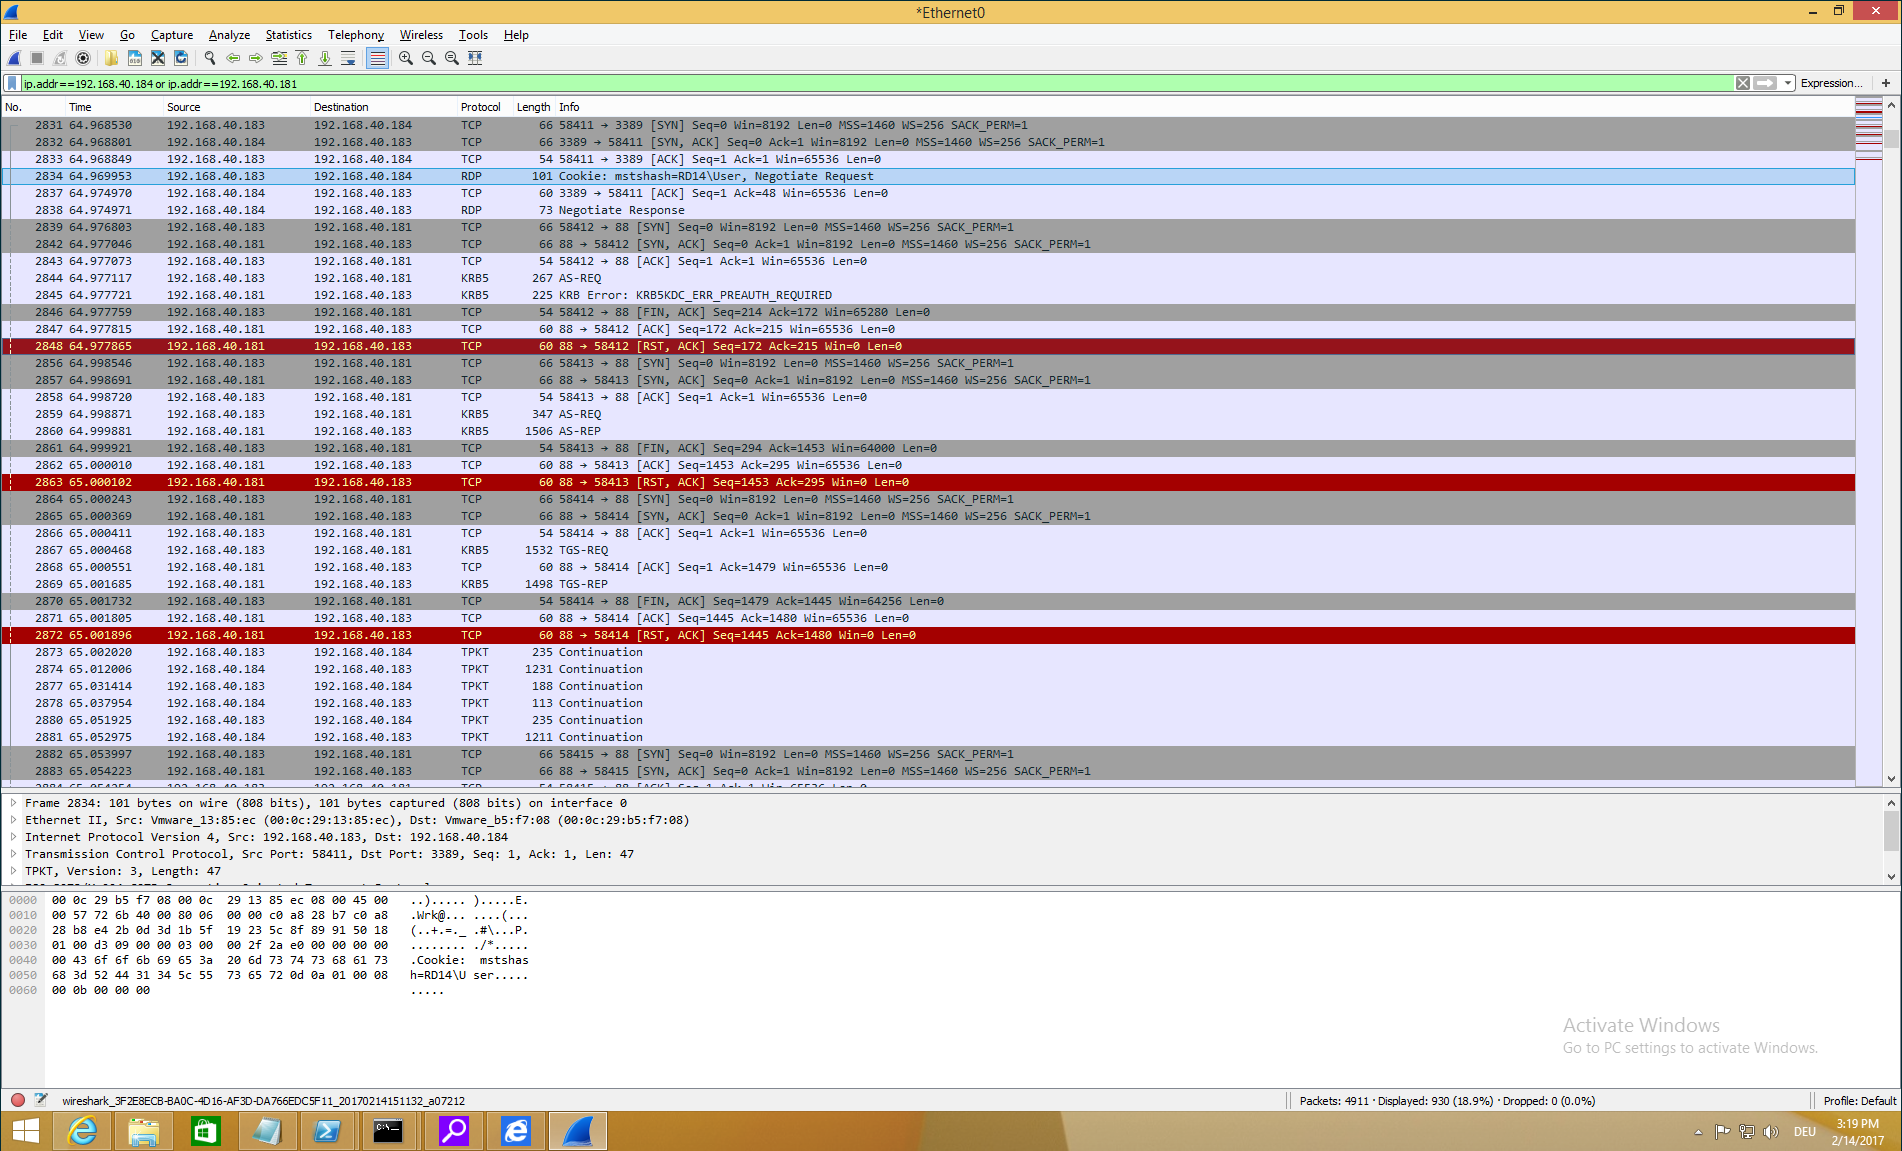 *Ethernet0
File Edit View Go Capture Analyze Statistics Telephony Wireless Tools Help
ip.addr==192.168.40.184 or ip.addr==192.168.40.181 Expression... +
No. Time Source Destination Protocol Length Info
2831 64.968530 192.168.40.183 192.168.40.184 TCP 66 58411 → 3389 [SYN] Seq=0 Win=8192 Len=0 MSS=1460 WS=256 SACK_PERM=1
2832 64.968801 192.168.40.184 192.168.40.183 TCP 66 3389 → 58411 [SYN, ACK] Seq=0 Ack=1 Win=8192 Len=0 MSS=1460 WS=256 SACK_PERM=1
2833 64.968849 192.168.40.183 192.168.40.184 TCP 54 58411 → 3389 [ACK] Seq=1 Ack=1 Win=65536 Len=0
2834 64.969953 192.168.40.183 192.168.40.184 RDP 101 Cookie: mstshash=RD14\User, Negotiate Request
2837 64.974970 192.168.40.184 192.168.40.183 TCP 60 3389 → 58411 [ACK] Seq=1 Ack=48 Win=65536 Len=0
2838 64.974971 192.168.40.184 192.168.40.183 RDP 73 Negotiate Response
2839 64.976803 192.168.40.183 192.168.40.181 TCP 66 58412 → 88 [SYN] Seq=0 Win=8192 Len=0 MSS=1460 WS=256 SACK_PERM=1
2842 64.977046 192.168.40.181 192.168.40.183 TCP 66 88 → 58412 [SYN, ACK] Seq=0 Ack=1 Win=8192 Len=0 MSS=1460 WS=256 SACK_PERM=1
2843 64.977073 192.168.40.183 192.168.40.181 TCP 54 58412 → 88 [ACK] Seq=1 Ack=1 Win=65536 Len=0
2844 64.977117 192.168.40.183 192.168.40.181 KRB5 267 AS-REQ
2845 64.977721 192.168.40.181 192.168.40.183 KRB5 225 KRB Error: KRB5KDC_ERR_PREAUTH_REQUIRED
2846 64.977759 192.168.40.183 192.168.40.181 TCP 54 58412 → 88 [FIN, ACK] Seq=214 Ack=172 Win=65280 Len=0
2847 64.977815 192.168.40.181 192.168.40.183 TCP 60 88 → 58412 [ACK] Seq=172 Ack=215 Win=65536 Len=0
2848 64.977865 192.168.40.181 192.168.40.183 TCP 60 88 → 58412 [RST, ACK] Seq=172 Ack=215 Win=0 Len=0
2856 64.998546 192.168.40.183 192.168.40.181 TCP 66 58413 → 88 [SYN] Seq=0 Win=8192 Len=0 MSS=1460 WS=256 SACK_PERM=1
2857 64.998691 192.168.40.181 192.168.40.183 TCP 66 88 → 58413 [SYN, ACK] Seq=0 Ack=1 Win=8192 Len=0 MSS=1460 WS=256 SACK_PERM=1
2858 64.998720 192.168.40.183 192.168.40.181 TCP 54 58413 → 88 [ACK] Seq=1 Ack=1 Win=65536 Len=0
2859 64.998871 192.168.40.183 192.168.40.181 KRB5 347 AS-REQ
2860 64.999881 192.168.40.181 192.168.40.183 KRB5 1506 AS-REP
2861 64.999921 192.168.40.183 192.168.40.181 TCP 54 58413 → 88 [FIN, ACK] Seq=294 Ack=1453 Win=64000 Len=0
2862 65.000010 192.168.40.181 192.168.40.183 TCP 60 88 → 58413 [ACK] Seq=1453 Ack=295 Win=65536 Len=0
2863 65.000102 192.168.40.181 192.168.40.183 TCP 60 88 → 58413 [RST, ACK] Seq=1453 Ack=295 Win=0 Len=0
2864 65.000243 192.168.40.183 192.168.40.181 TCP 66 58414 → 88 [SYN] Seq=0 Win=8192 Len=0 MSS=1460 WS=256 SACK_PERM=1
2865 65.000369 192.168.40.181 192.168.40.183 TCP 66 88 → 58414 [SYN, ACK] Seq=0 Ack=1 Win=8192 Len=0 MSS=1460 WS=256 SACK_PERM=1
2866 65.000411 192.168.40.183 192.168.40.181 TCP 54 58414 → 88 [ACK] Seq=1 Ack=1 Win=65536 Len=0
2867 65.000468 192.168.40.183 192.168.40.181 KRB5 1532 TGS-REQ
2868 65.000551 192.168.40.181 192.168.40.183 TCP 60 88 → 58414 [ACK] Seq=1 Ack=1479 Win=65536 Len=0
2869 65.001685 192.168.40.181 192.168.40.183 KRB5 1498 TGS-REP
2870 65.001732 192.168.40.183 192.168.40.181 TCP 54 58414 → 88 [FIN, ACK] Seq=1479 Ack=1445 Win=64256 Len=0
2871 65.001805 192.168.40.181 192.168.40.183 TCP 60 88 → 58414 [ACK] Seq=1445 Ack=1480 Win=65536 Len=0
2872 65.001896 192.168.40.181 192.168.40.183 TCP 60 88 → 58414 [RST, ACK] Seq=1445 Ack=1480 Win=0 Len=0
2873 65.002020 192.168.40.183 192.168.40.184 TPKT 235 Continuation
2874 65.012006 192.168.40.184 192.168.40.183 TPKT 1231 Continuation
2877 65.031414 192.168.40.183 192.168.40.184 TPKT 188 Continuation
2878 65.037954 192.168.40.184 192.168.40.183 TPKT 113 Continuation
2880 65.051925 192.168.40.183 192.168.40.184 TPKT 235 Continuation
2881 65.052975 192.168.40.184 192.168.40.183 TPKT 1211 Continuation
2882 65.053997 192.168.40.183 192.168.40.181 TCP 66 58415 → 88 [SYN] Seq=0 Win=8192 Len=0 MSS=1460 WS=256 SACK_PERM=1
2883 65.054223 192.168.40.181 192.168.40.183 TCP 66 88 → 58415 [SYN, ACK] Seq=0 Ack=1 Win=8192 Len=0 MSS=1460 WS=256 SACK_PERM=1
Frame 2834: 101 bytes on wire (808 bits), 101 bytes captured (808 bits) on interface 0
Ethernet II, Src: Vmware_13:85:ec (00:0c:29:13:85:ec), Dst: Vmware_b5:f7:08 (00:0c:29:b5:f7:08)
Internet Protocol Version 4, Src: 192.168.40.183, Dst: 192.168.40.184
Transmission Control Protocol, Src Port: 58411, Dst Port: 3389, Seq: 1, Ack: 1, Len: 47
TPKT, Version: 3, Length: 47
0000 00 0c 29 b5 f7 08 00 0c 29 13 85 ec 08 00 45 00 ..)..... ).....E.
0010 00 57 72 6b 40 00 80 06 00 00 c0 a8 28 b7 c0 a8 .Wrk@... ....(...
0020 28 b8 e4 2b 0d 3d 1b 5f 19 23 5c 8f 89 91 50 18 (..+.=._ .#\...P.
0030 01 00 d3 09 00 00 03 00 00 2f 2a e0 00 00 00 00 ........ ./*.....
0040 00 43 6f 6f 6b 69 65 3a 20 6d 73 74 73 68 61 73 .Cookie: mstshas
0050 68 3d 52 44 31 34 5c 55 73 65 72 0d 0a 01 00 08 h=RD14\U ser.....
0060 00 0b 00 00 00 .....
Activate Windows
Go to PC settings to activate Windows.
wireshark_3F2E8ECB-BA0C-4D16-AF3D-DA766EDC5F11_20170214151132_a07212 Packets: 4911 · Displayed: 930 (18.9%) · Dropped: 0 (0.0%) Profile: Default
DEU 3:19 PM
2/14/2017